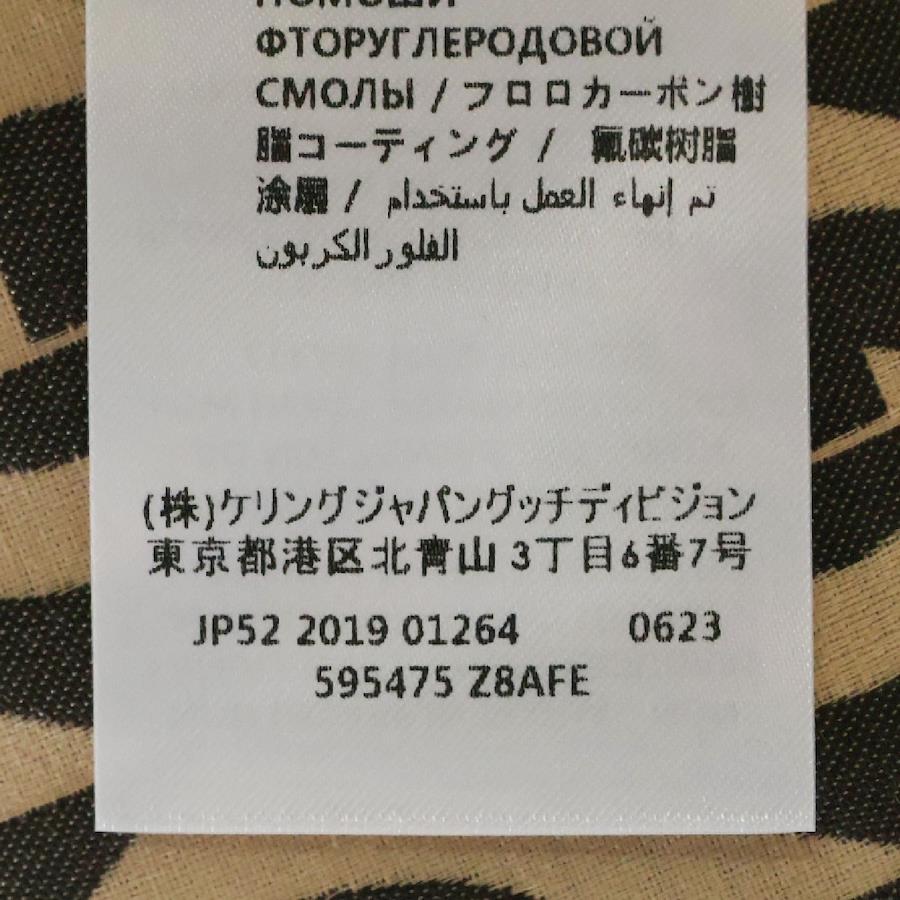 ПОМОЩИ
ФТОРУГЛЕРОДОВОЙ
СМОЛЫ / フロロカーボン樹
脂コーティング / 氟碳树脂
涂层 / تم إنهاء العمل باستخدام
الفلور الكربون
(株)ケリングジャパングッチディビジョン
東京都港区北青山 3丁目6番7号
JP52 2019 01264 0623
595475 Z8AFE